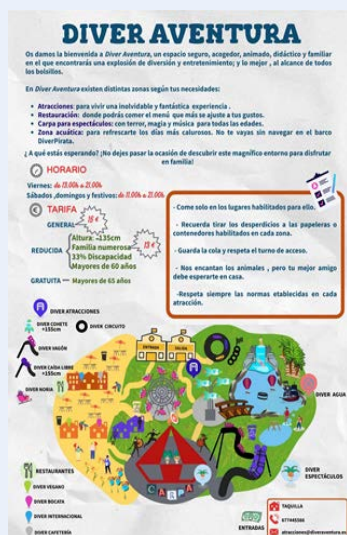 DIVER AVENTURA
Os damos la bienvenida a Diver Aventura, un espacio seguro, acogedor, animado, didáctico y familiar
en el que encontrarás una explosión de diversión y entretenimiento; y lo mejor , al alcance de todos
los bolsillos.
En Diver Aventura existen distintas zonas según tus necesidades:
• Atracciones: para vivir una inolvidable y fantástica experiencia .
• Restauración: donde podrás comer el menú que más se ajuste a tus gustos.
• Carpa para espectáculos: con terror, magia y música para todas las edades.
• Zona acuática: para refrescarte los días más calurosos. No te vayas sin navegar en el barco
DiverPirata.
¿ A qué estás esperando? ¡No dejes pasar la ocasión de descubrir este magnífico entorno para disfrutar
en familia!
HORARIO
Viernes: de 13.00h a 21.00h
Sábados ,domingos y festivos: de 11.00h a 21.00h
TARIFA
GENERAL 15 €
REDUCIDA
Altura: -135cm
Familia numerosa
33% Discapacidad
Mayores de 60 años
13 €
GRATUITA — Mayores de 65 años
- Come solo en los lugares habilitados para ello.
- Recuerda tirar los desperdicios a las papeleras o
contenedores habilitados en cada zona.
- Guarda la cola y respeta el turno de acceso.
- Nos encantan los animales , pero tu mejor amigo
debe esperarte en casa.
-Respeta siempre las normas etablecidas en cada
atracción.
DIVER ATRACCIONES
DIVER COHETE
+155cm
DIVER CIRCUITO
DIVER VAGÓN
DIVER CAÍDA LIBRE
+155cm
DIVER NORIA
ENTRADA
SALIDA
DIVER AGUA
CARPA
RESTAURANTES
DIVER VEGANO
DIVER BOCATA
DIVER INTERNACIONAL
DIVER CAFETERÍA
DIVER
ESPECTÁCULOS
ENTRADAS
TAQUILLA
677845366